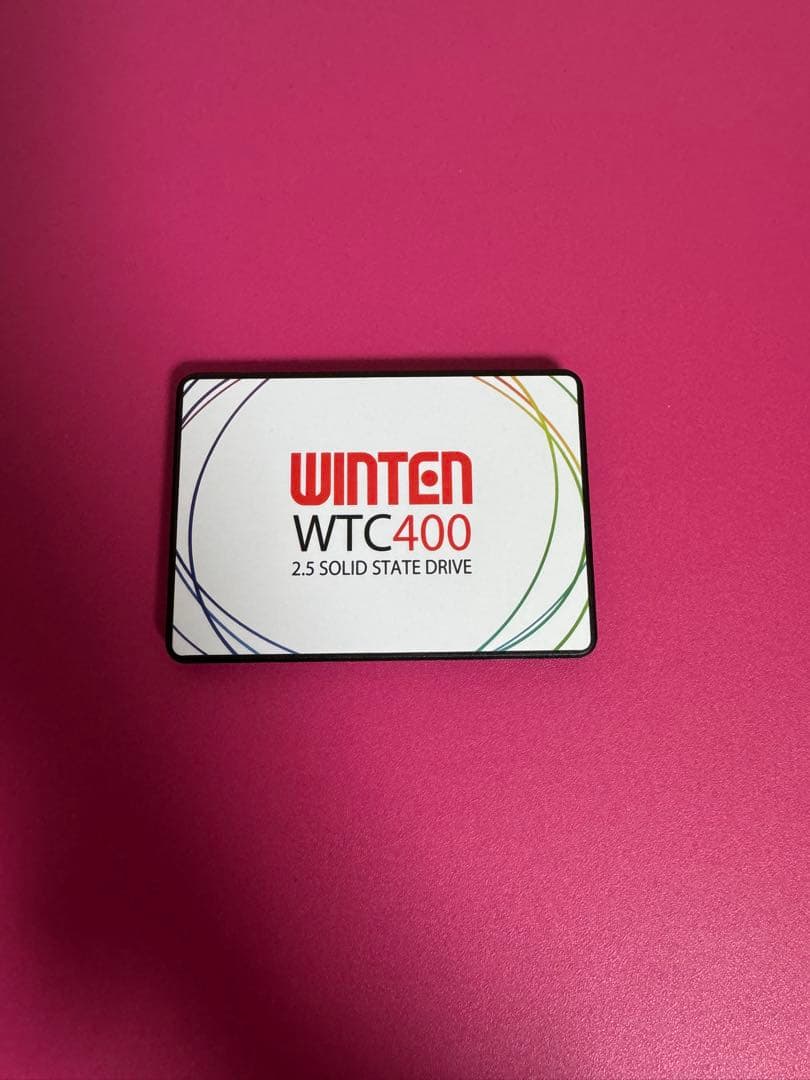 WINTEN
WTC400
2.5 SOLID STATE DRIVE